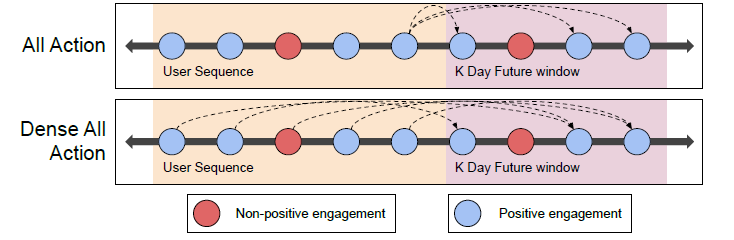 All Action
User Sequence
K Day Future window
Dense All
Action
User Sequence
K Day Future window
Non-positive engagement
Positive engagement